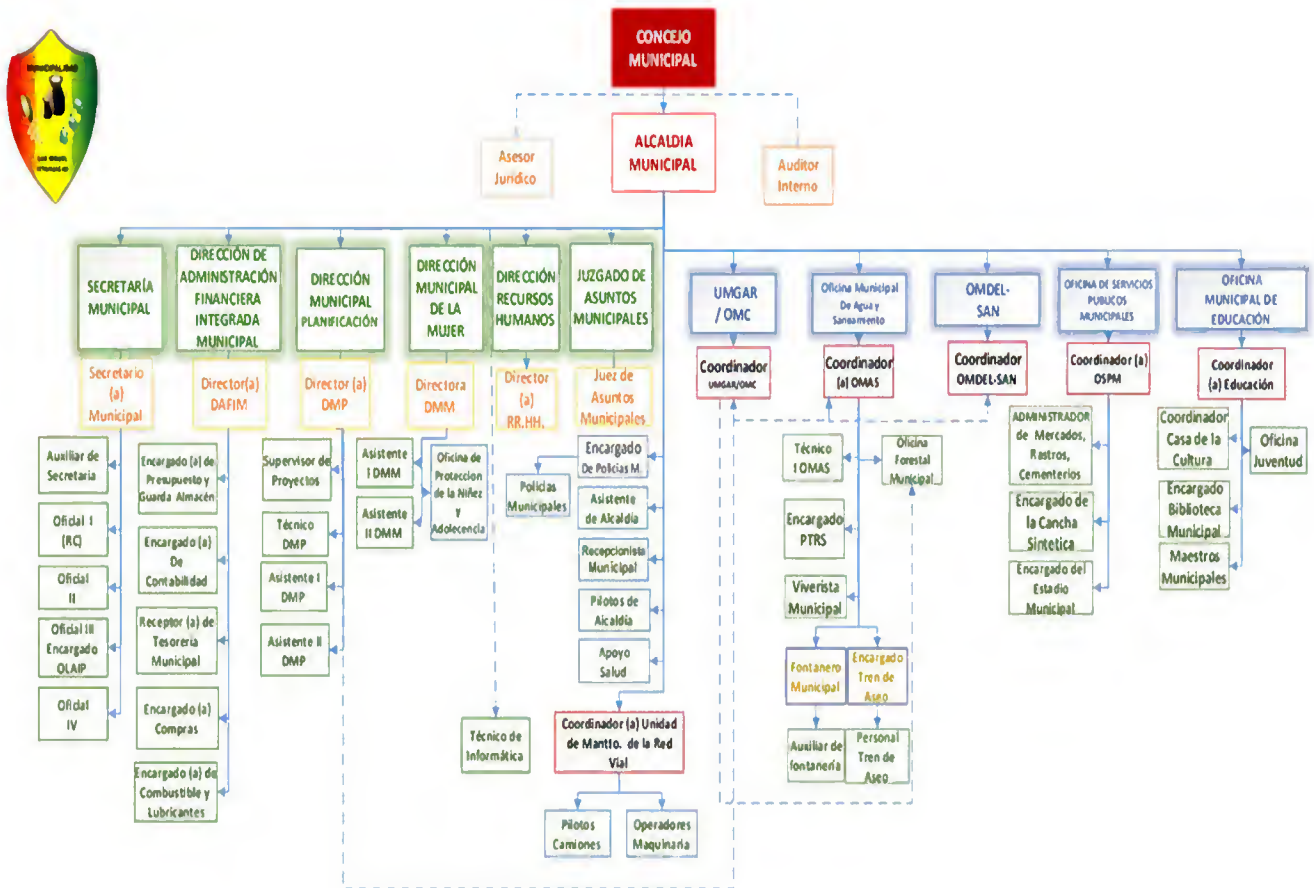 MUNICIPALIDAD
CONCEJO
MUNICIPAL
ALCALDIA
MUNICIPAL
Asesor
Juridico
Auditor
Interno
SECRETARÍA
MUNICIPAL
DIRECCIÓN DE
ADMINISTRACIÓN
FINANCIERA
INTEGRADA
MUNICIPAL
DIRECCIÓN
MUNICIPAL
PLANIFICACIÓN
DIRECCIÓN
MUNICIPAL
DE LA
MUJER
DIRECCIÓN
RECURSOS
HUMANOS
JUZGADO DE
ASUNTOS
MUNICIPALES
UMGAR
/ OMC
Oficina Municipal
De Agua y
Saneamiento
OMDEL-
SAN
OFICINA DE SERVICIOS
PUBLICOS
MUNICIPALES
OFICINA
MUNICIPAL DE
EDUCACIÓN
Secretario
(a)
Municipal
Director(a)
DAFIM
Director (a)
DMP
Directora
DMM
Director
(a)
RR.HH.
Juez de
Asuntos
Municipales
Coordinador
UMGAR/OMC
Coordinador
(a) OMAS
Coordinador
OMDEL-SAN
Coordinador (a)
OSPM
Coordinador
(a) Educación
Auxiliar de
Secretaria
Oficial I
(RC)
Oficial
II
Oficial III
Encargado
OLAIP
Oficial
IV
Encargado (a) de
Presupuesto y
Guarda Almacén
Encargado (a)
De
Contabilidad
Receptor (a) de
Tesorería
Municipal
Encargado (a)
Compras
Encargado (a) de
Combustible y
Lubricantes
Supervisor de
Proyectos
Técnico
DMP
Asistente I
DMP
Asistente II
DMP
Asistente
I DMM
Asistente
II DMM
Oficina de
Proteccion
de la Niñez
y
Adolecencia
Técnico de
Informática
Encargado
De Policias M.
Policías
Municipales
Asistente
de Alcaldía
Recepcionista
Municipal
Pilotos de
Alcaldía
Apoyo
Salud
Coordinador (a) Unidad
de Mantto. de la Red
Vial
Pilotos
Camiones
Operadores
Maquinaria
Técnico
I OMAS
Oficina
Forestal
Municipal
Encargado
PTRS
Viverista
Municipal
Fontanero
Municipal
Encargado
Tren de
Aseo
Auxiliar de
fontanería
Personal
Tren de
Aseo
ADMINISTRADOR
de Mercados,
Rastros,
Cementerios
Encargado de
la Cancha
Sintetica
Encargado del
Estadio
Municipal
Coordinador
Casa de la
Cultura
Oficina
Juventud
Encargado
Biblioteca
Municipal
Maestros
Municipales